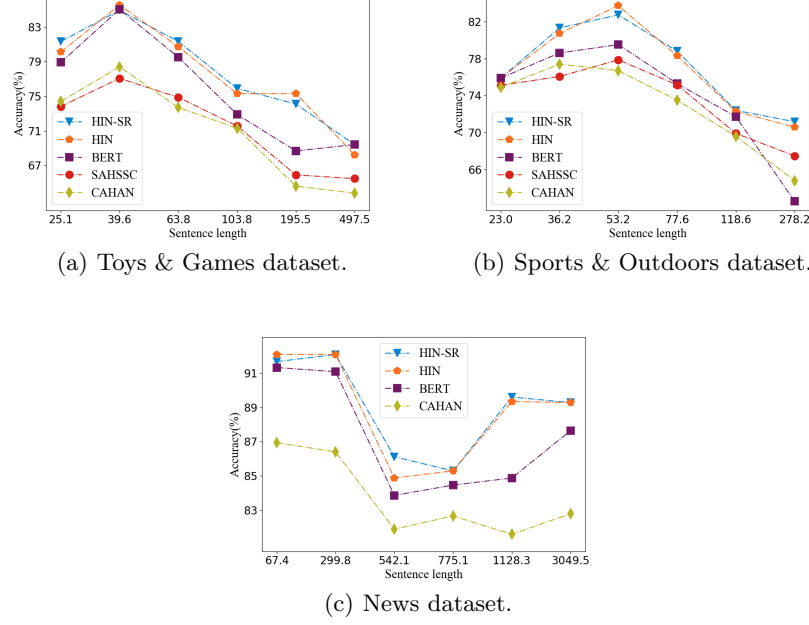 83
79
75
71
67
Accuracy(%)
HIN-SR
HIN
BERT
SAHSSC
CAHAN
25.1 39.6 63.8 103.8 195.5 497.5
Sentence length
(a) Toys & Games dataset.
82
78
74
70
66
Accuracy(%)
HIN-SR
HIN
BERT
SAHSSC
CAHAN
23.0 36.2 53.2 77.6 118.6 278.2
Sentence length
(b) Sports & Outdoors dataset.
91
89
87
85
83
Accuracy(%)
HIN-SR
HIN
BERT
CAHAN
67.4 299.8 542.1 775.1 1128.3 3049.5
Sentence length
(c) News dataset.